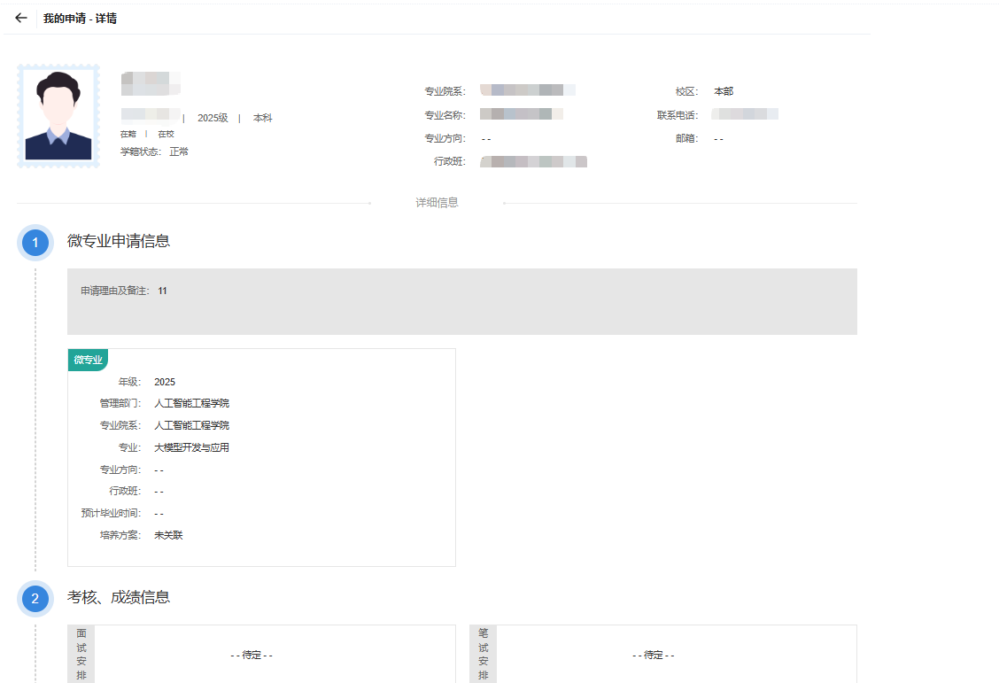 我的申请 - 详情
| 2025级 | 本科
在籍 | 在校
学籍状态： 正常
专业院系：
专业名称：
专业方向： - -
行政班：
校区： 本部
联系电话：
邮箱： - -
详细信息
1 微专业申请信息
申请理由及备注： 11
微专业
年级： 2025
管理部门： 人工智能工程学院
专业院系： 人工智能工程学院
专业： 大模型开发与应用
专业方向： - -
行政班： - -
预计毕业时间： - -
培养方案： 未关联
2 考核、成绩信息
面试安排
- - 待定 - -
笔试安排
- - 待定 - -